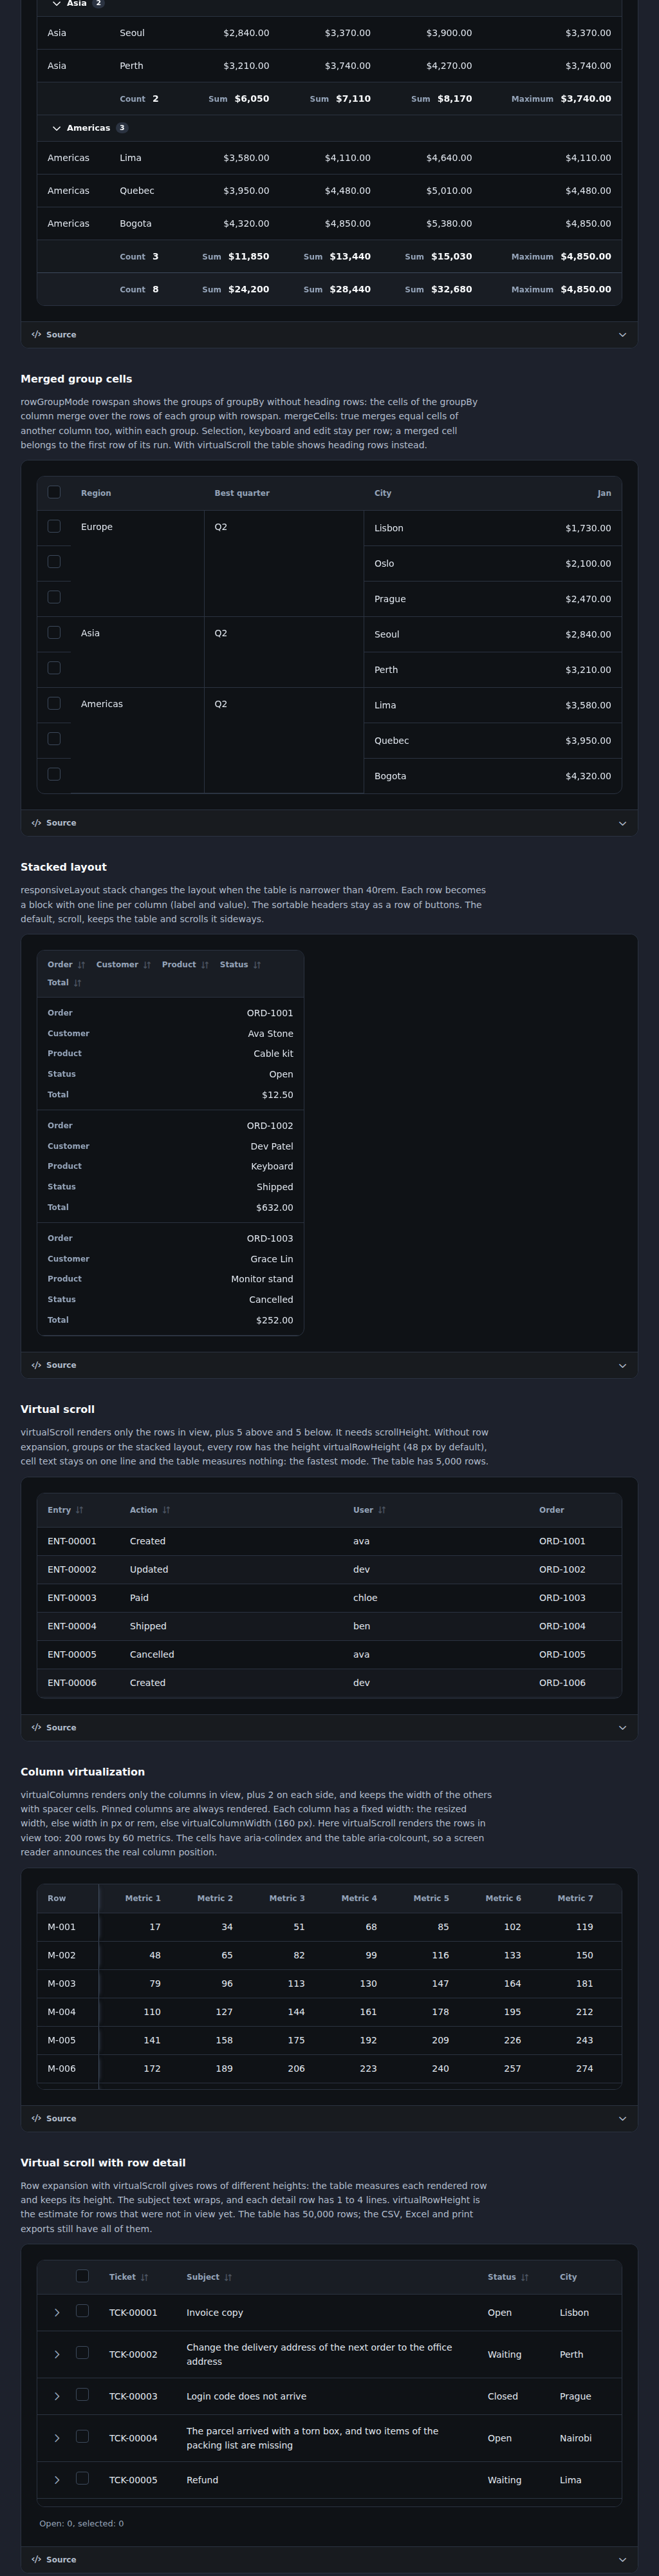 Asia 2
Asia Seoul $2,840.00 $3,370.00 $3,900.00 $3,370.00
Asia Perth $3,210.00 $3,740.00 $4,270.00 $3,740.00
Count 2 Sum $6,050 Sum $7,110 Sum $8,170 Maximum $3,740.00
Americas 3
Americas Lima $3,580.00 $4,110.00 $4,640.00 $4,110.00
Americas Quebec $3,950.00 $4,480.00 $5,010.00 $4,480.00
Americas Bogota $4,320.00 $4,850.00 $5,380.00 $4,850.00
Count 3 Sum $11,850 Sum $13,440 Sum $15,030 Maximum $4,850.00
Count 8 Sum $24,200 Sum $28,440 Sum $32,680 Maximum $4,850.00
Source
Merged group cells
rowGroupMode rowspan shows the groups of groupBy without heading rows: the cells of the groupBy
column merge over the rows of each group with rowspan. mergeCells: true merges equal cells of
another column too, within each group. Selection, keyboard and edit stay per row; a merged cell
belongs to the first row of its run. With virtualScroll the table shows heading rows instead.
Region Best quarter City Jan
Europe Q2 Lisbon $1,730.00
Oslo $2,100.00
Prague $2,470.00
Asia Q2 Seoul $2,840.00
Perth $3,210.00
Americas Q2 Lima $3,580.00
Quebec $3,950.00
Bogota $4,320.00
Source
Stacked layout
responsiveLayout stack changes the layout when the table is narrower than 40rem. Each row becomes
a block with one line per column (label and value). The sortable headers stay as a row of buttons. The
default, scroll, keeps the table and scrolls it sideways.
Order Customer Product Status
Total
Order ORD-1001
Customer Ava Stone
Product Cable kit
Status Open
Total $12.50
Order ORD-1002
Customer Dev Patel
Product Keyboard
Status Shipped
Total $632.00
Order ORD-1003
Customer Grace Lin
Product Monitor stand
Status Cancelled
Total $252.00
Source
Virtual scroll
virtualScroll renders only the rows in view, plus 5 above and 5 below. It needs scrollHeight. Without row
expansion, groups or the stacked layout, every row has the height virtualRowHeight (48 px by default),
cell text stays on one line and the table measures nothing: the fastest mode. The table has 5,000 rows.
Entry Action User Order
ENT-00001 Created ava ORD-1001
ENT-00002 Updated dev ORD-1002
ENT-00003 Paid chloe ORD-1003
ENT-00004 Shipped ben ORD-1004
ENT-00005 Cancelled ava ORD-1005
ENT-00006 Created dev ORD-1006
Source
Column virtualization
virtualColumns renders only the columns in view, plus 2 on each side, and keeps the width of the others
with spacer cells. Pinned columns are always rendered. Each column has a fixed width: the resized
width, else width in px or rem, else virtualColumnWidth (160 px). Here virtualScroll renders the rows in
view too: 200 rows by 60 metrics. The cells have aria-colindex and the table aria-colcount, so a screen
reader announces the real column position.
Row Metric 1 Metric 2 Metric 3 Metric 4 Metric 5 Metric 6 Metric 7
M-001 17 34 51 68 85 102 119
M-002 48 65 82 99 116 133 150
M-003 79 96 113 130 147 164 181
M-004 110 127 144 161 178 195 212
M-005 141 158 175 192 209 226 243
M-006 172 189 206 223 240 257 274
Source
Virtual scroll with row detail
Row expansion with virtualScroll gives rows of different heights: the table measures each rendered row
and keeps its height. The subject text wraps, and each detail row has 1 to 4 lines. virtualRowHeight is
the estimate for rows that were not in view yet. The table has 50,000 rows; the CSV, Excel and print
exports still have all of them.
Ticket Subject Status City
TCK-00001 Invoice copy Open Lisbon
TCK-00002 Change the delivery address of the next order to the office
address Waiting Perth
TCK-00003 Login code does not arrive Closed Prague
TCK-00004 The parcel arrived with a torn box, and two items of the
packing list are missing Open Nairobi
TCK-00005 Refund Waiting Lima
Open: 0, selected: 0
Source